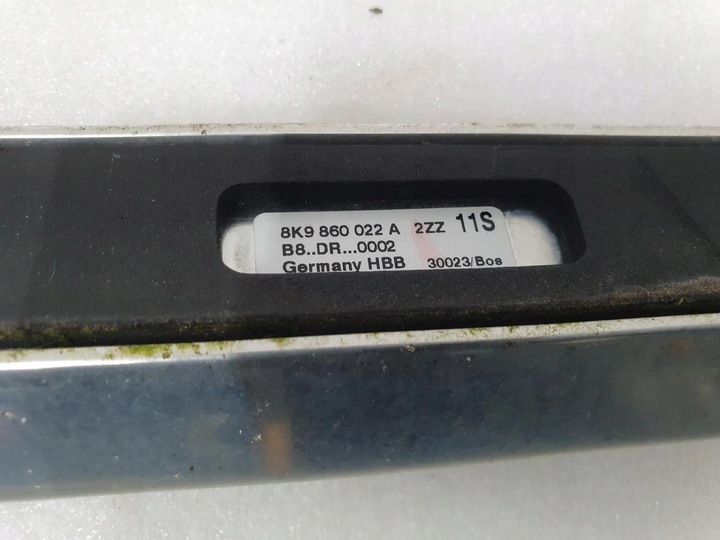 8K9 860 022 A 2ZZ 11S
B8..DR...0002
Germany HBB 30023/Bos